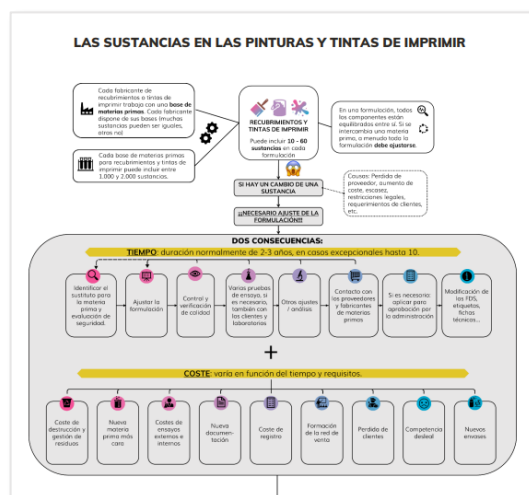 LAS SUSTANCIAS EN LAS PINTURAS Y TINTAS DE IMPRIMIR
Cada fabricante de
recubrimientos o tintas de
imprimir trabaja con una base de
materias primas. Cada fabricante
dispone de sus bases (muchas
sustancias pueden ser iguales,
otras no)
Cada base de materias primas
para recubrimientos y tintas de
imprimir puede incluir entre
1.000 y 2.000 sustancias.
RECUBRIMIENTOS Y
TINTAS DE IMPRIMIR
Puede incluir 10 - 60
sustancias en cada
formulación
En una formulación, todos
los componentes están
equilibrados entre sí. Si se
intercambia una materia
prima, a menudo toda la
formulación debe ajustarse.
SI HAY UN CAMBIO DE UNA
SUSTANCIA
Causas: Perdida de
proveedor, aumento de
coste, escasez,
restricciones legales,
requerimientos de clientes,
etc.
¡¡NECESARIO AJUSTE DE LA
FORMULACIÓN!!
DOS CONSECUENCIAS:
TIEMPO: duración normalmente de 2-3 años, en casos excepcionales hasta 10.
Identificar el
sustituto para
la materia
prima y
evaluación de
seguridad.
Ajustar la
formulación
Control y
verificación
de calidad
Varias pruebas
de ensayo, si
es necesario,
también con
los clientes y
laboratorios
Otros ajustes
/ análisis
Contacto con
los proveedores
y fabricantes
de materias
primas
Si es necesario:
aplicar para
aprobación por
la administración
Modificación de
las FDS,
etiquetas,
fichas
técnicas...
+
COSTE: varia en función del tiempo y requisitos.
Coste de
destrucción y
gestión de
residuos
Nueva
materia
prima más
cara
Costes de
ensayos
externos e
internos
Nueva
documen-
tación
Coste de
registro
Formación
de la red de
venta
Perdida de
clientes
Competencia
desleal
Nuevos
envases